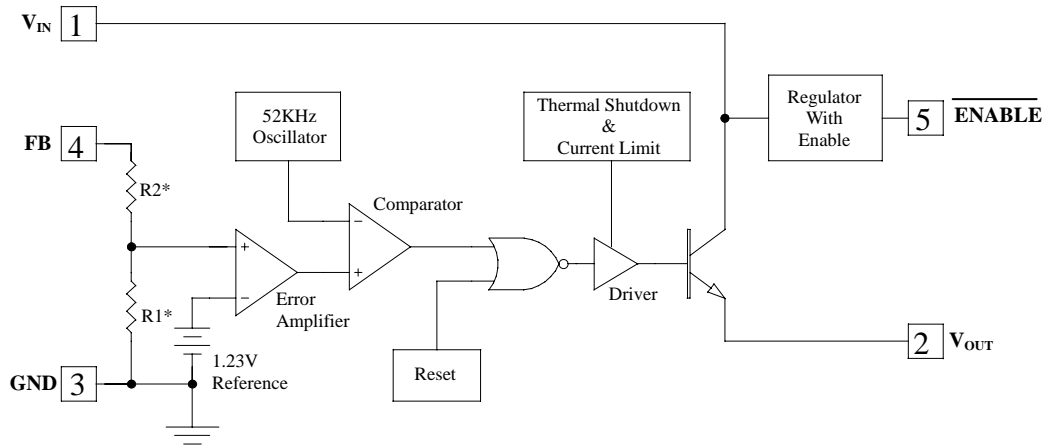 VIN 1
52KHz
Oscillator
Thermal Shutdown
&
Current Limit
Regulator
With
Enable
5 ENABLE
FB 4
R2*
Comparator
−
+
+
−
Error
Amplifier
Driver
R1*
1.23V
Reference
Reset
2 VOUT
GND 3